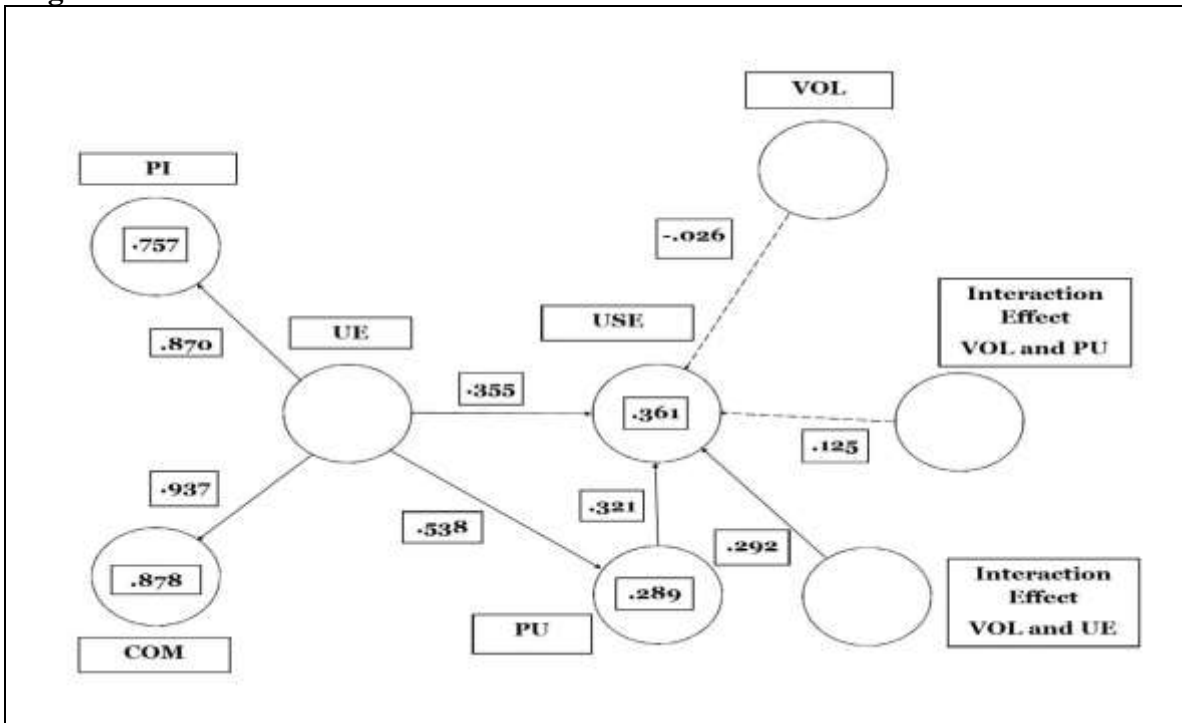 VOL
PI
-.026
.757
Interaction
Effect
VOL and PU
UE
USE
.870
.355
.361
.125
.937
.321
.538
.292
.878
.289
Interaction
Effect
VOL and UE
PU
COM